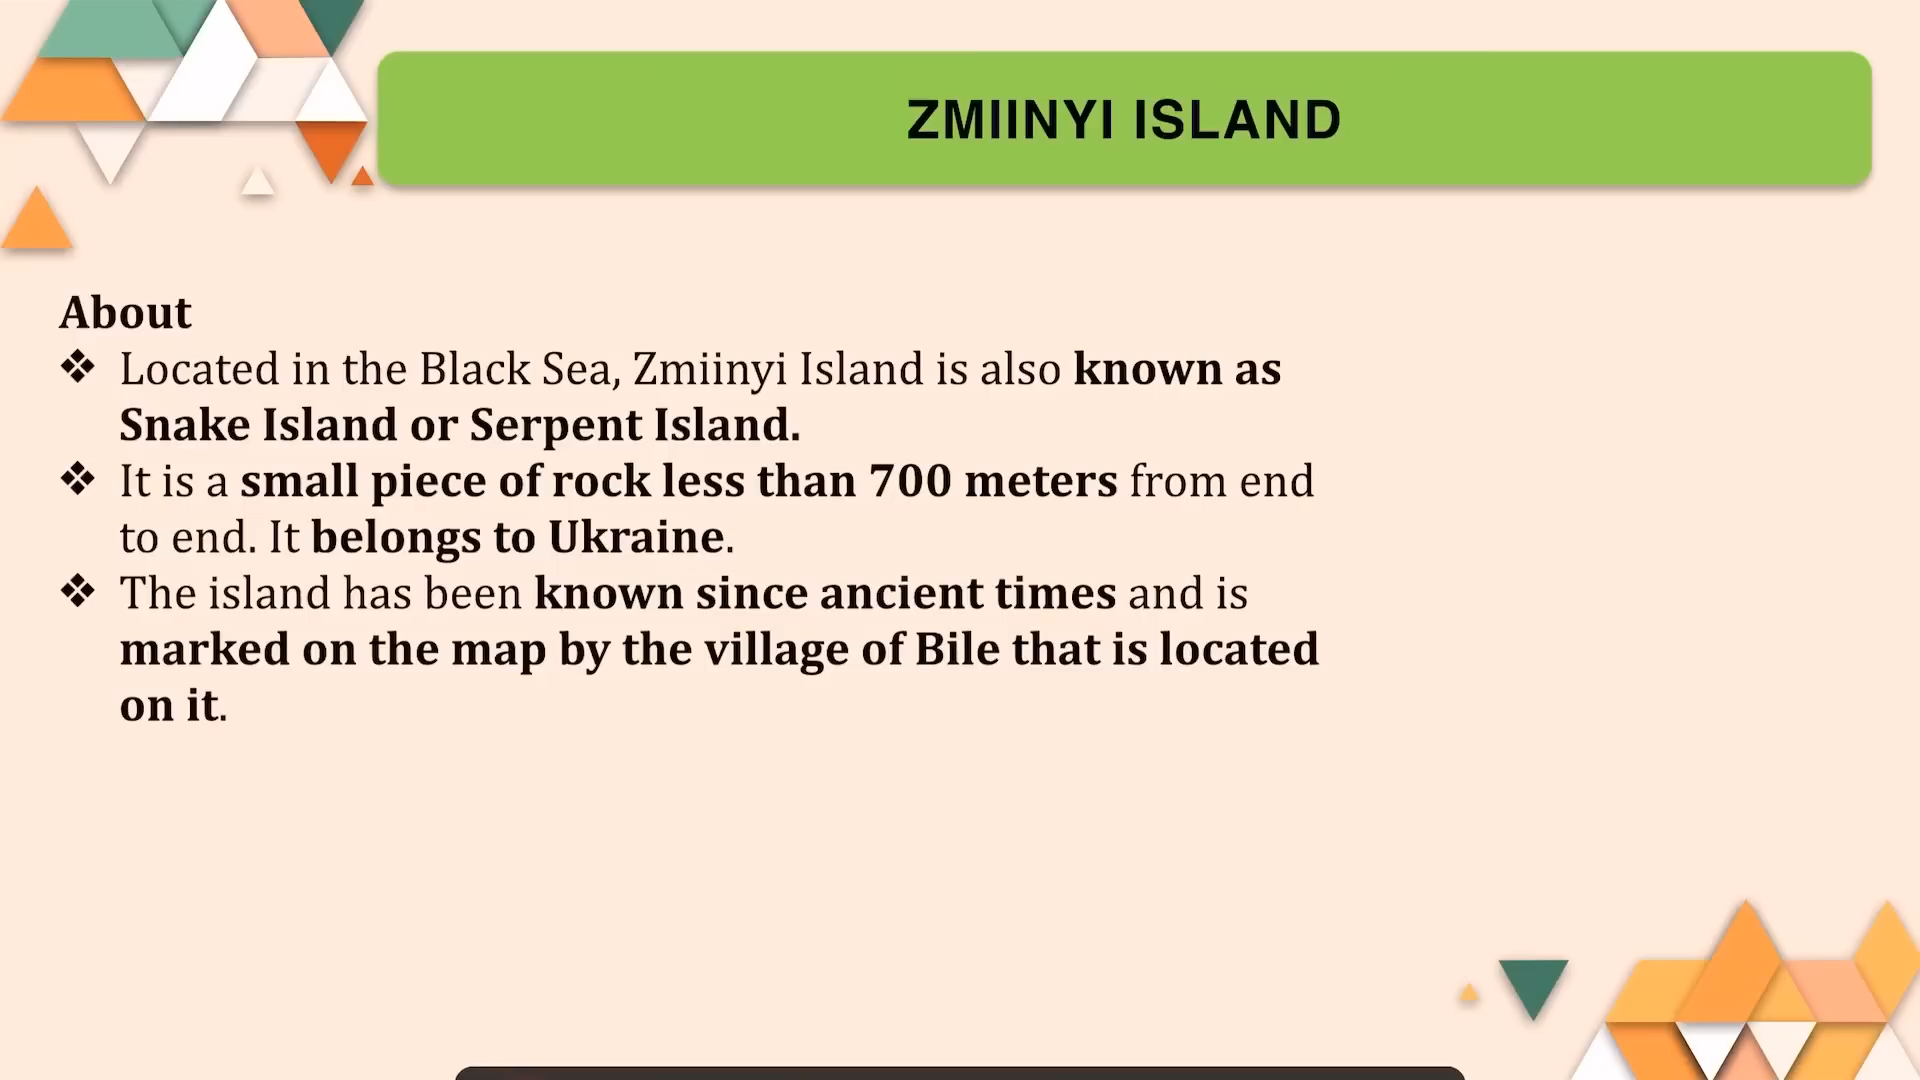 ZMIINYI ISLAND
About
❖ Located in the Black Sea, Zmiinyi Island is also known as
Snake Island or Serpent Island.
❖ It is a small piece of rock less than 700 meters from end
to end. It belongs to Ukraine.
❖ The island has been known since ancient times and is
marked on the map by the village of Bile that is located
on it.